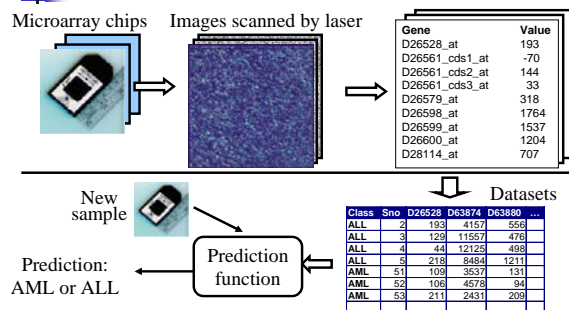 Microarray chips
Images scanned by laser
Gene Value
D26528_at 193
D26561_cds1_at -70
D26561_cds2_at 144
D26561_cds3_at 33
D26579_at 318
D26598_at 1764
D26599_at 1537
D26600_at 1204
D28114_at 707
Datasets
New
sample
Prediction
function
Prediction:
AML or ALL
Class Sno D26528 D63874 D63880 ...
ALL 2 193 4157 556
ALL 3 129 11557 476
ALL 4 44 12125 498
ALL 5 218 8484 1211
AML 51 109 3537 131
AML 52 106 4578 94
AML 53 211 2431 209